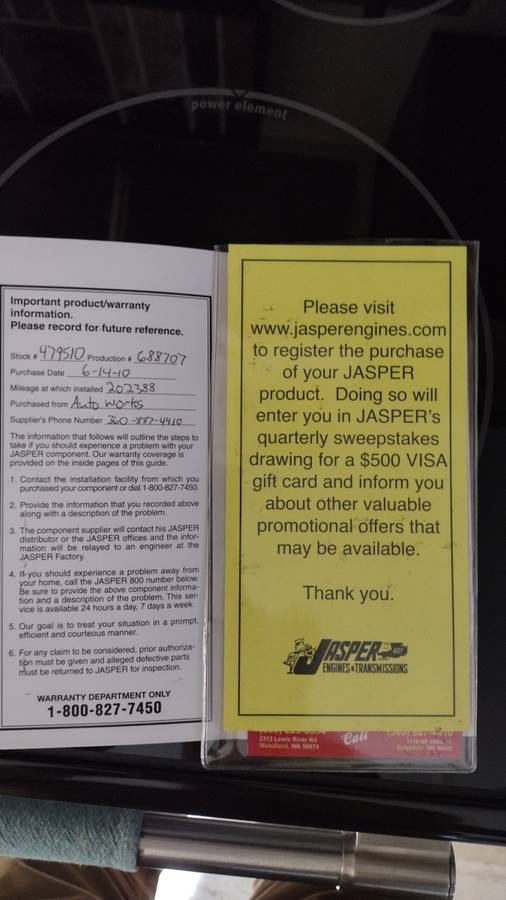 power element
Important product/warranty
information.
Please record for future reference.
Stock # 479510 Production # 688707
Purchase Date 6-14-10
Mileage at which installed 202388
Purchased from Auto Works
Supplier's Phone Number 360-887-4410
The information that follows will outline the steps to
take if you should experience a problem with your
JASPER component. Our warranty coverage is
provided on the inside pages of this guide.
1. Contact the installation facility from which you
purchased your component or dial 1-800-827-7450.
2. Provide the information that you recorded above
along with a description of the problem.
3. The component supplier will contact his JASPER
distributor or the JASPER offices and the infor-
mation will be relayed to an engineer at the
JASPER Factory.
4. If you should experience a problem away from
your home, call the JASPER 800 number below.
Be sure to provide the above component informa-
tion and a description of the problem. This ser-
vice is available 24 hours a day, 7 days a week.
5. Our goal is to treat your situation in a prompt,
efficient and courteous manner.
6. For any claim to be considered, prior authoriza-
tion must be given and alleged defective parts
must be returned to JASPER for inspection.
WARRANTY DEPARTMENT ONLY
1-800-827-7450
Please visit
www.jasperengines.com
to register the purchase
of your JASPER
product. Doing so will
enter you in JASPER's
quarterly sweepstakes
drawing for a $500 VISA
gift card and inform you
about other valuable
promotional offers that
may be available.
Thank you.
JASPER GO!
ENGINES & TRANSMISSIONS
2313 Lewis River Rd
Woodland, WA 98674
Call